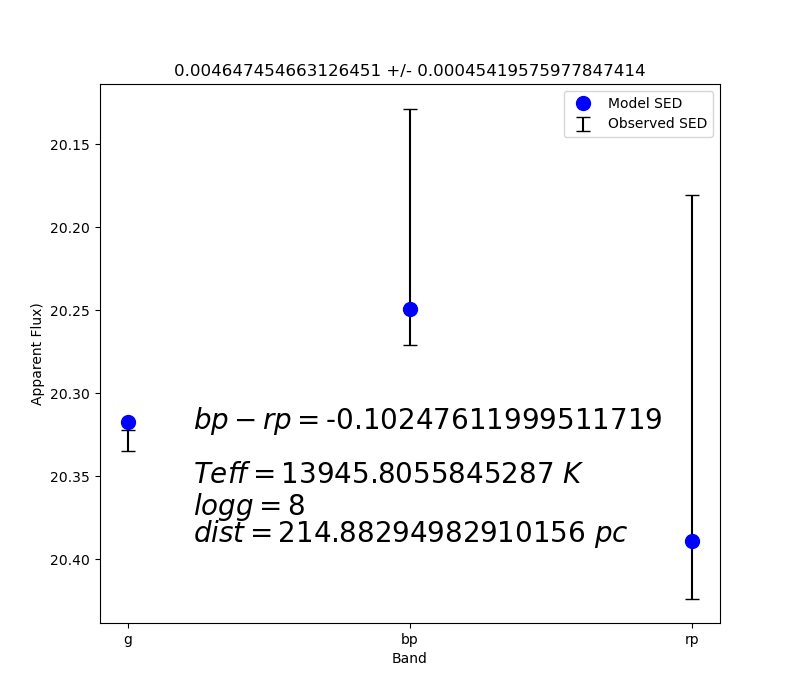 0.004647454663126451 +/- 0.00045419575977847414
Model SED
Observed SED
20.15
20.20
20.25
20.30
20.35
20.40
Apparent Flux)
bp − rp = -0.10247611999511719
Teff = 13945.8055845287 K
logg = 8
dist = 214.88294982910156 pc
g
bp
rp
Band